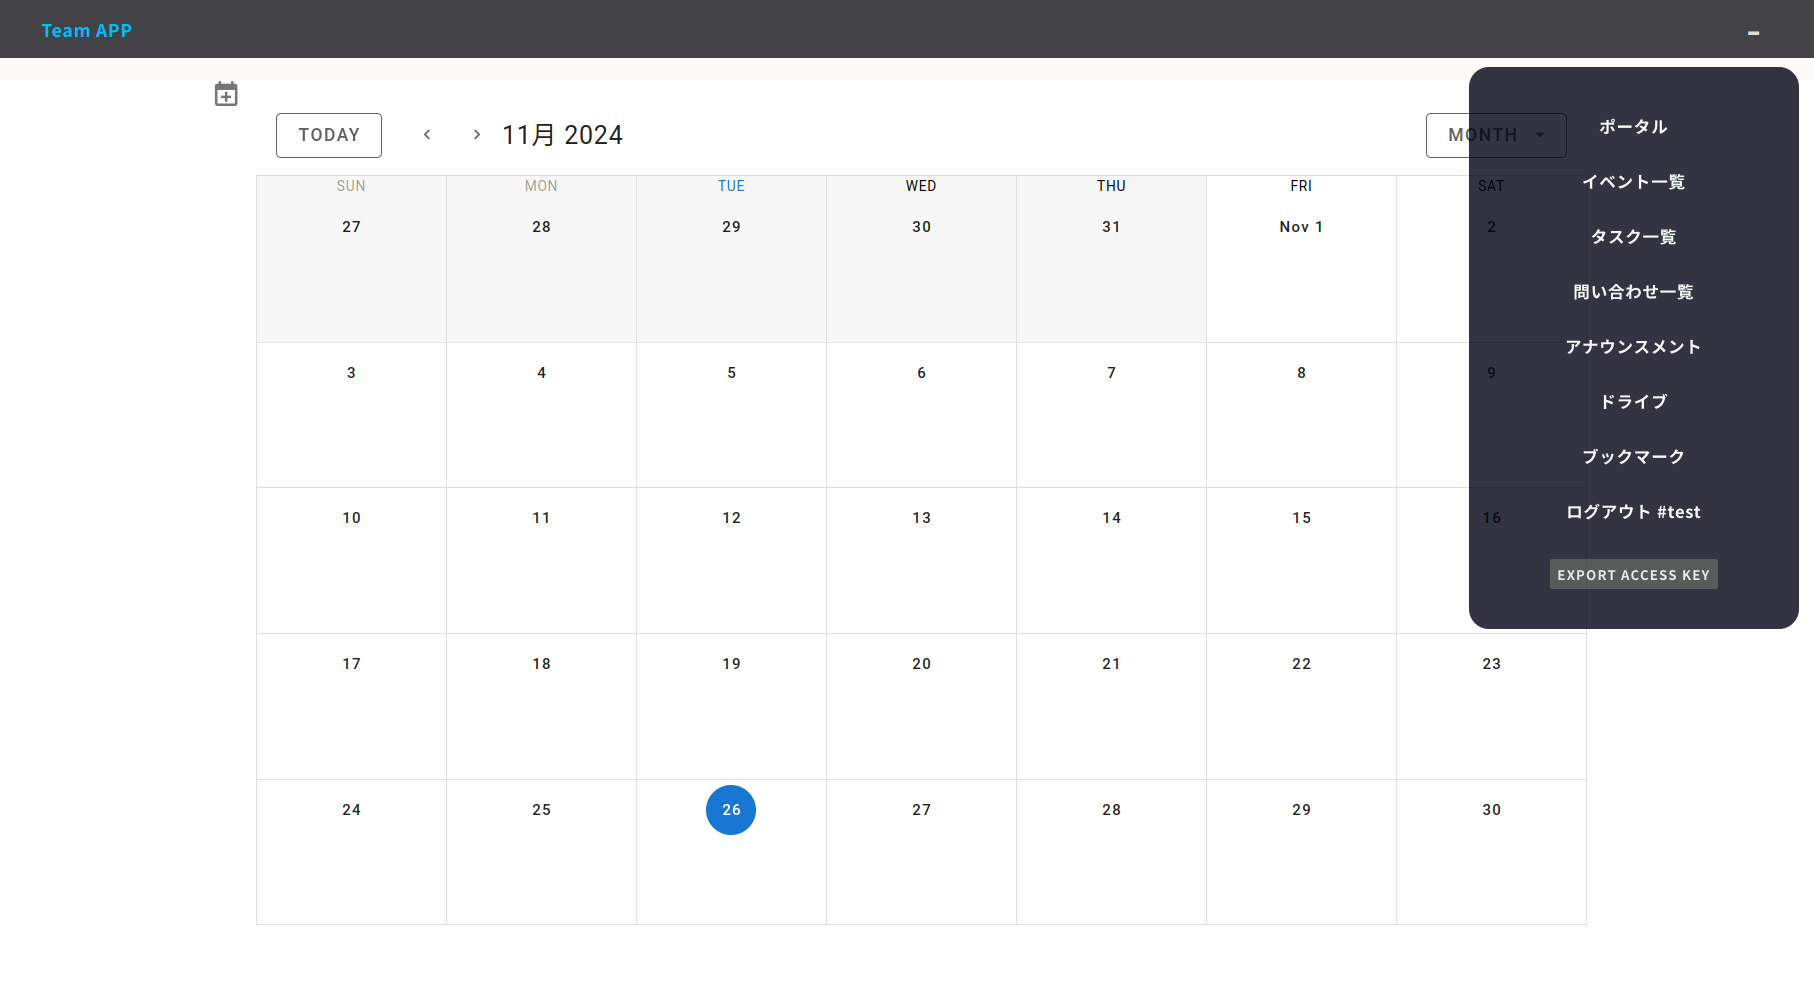 Team APP
TODAY
11月 2024
MONTH
SUN MON TUE WED THU FRI SAT
27 28 29 30 31 Nov 1 2
3 4 5 6 7 8 9
10 11 12 13 14 15 16
17 18 19 20 21 22 23
24 25 26 27 28 29 30
ポータル
イベント一覧
タスク一覧
問い合わせ一覧
アナウンスメント
ドライブ
ブックマーク
ログアウト #test
EXPORT ACCESS KEY